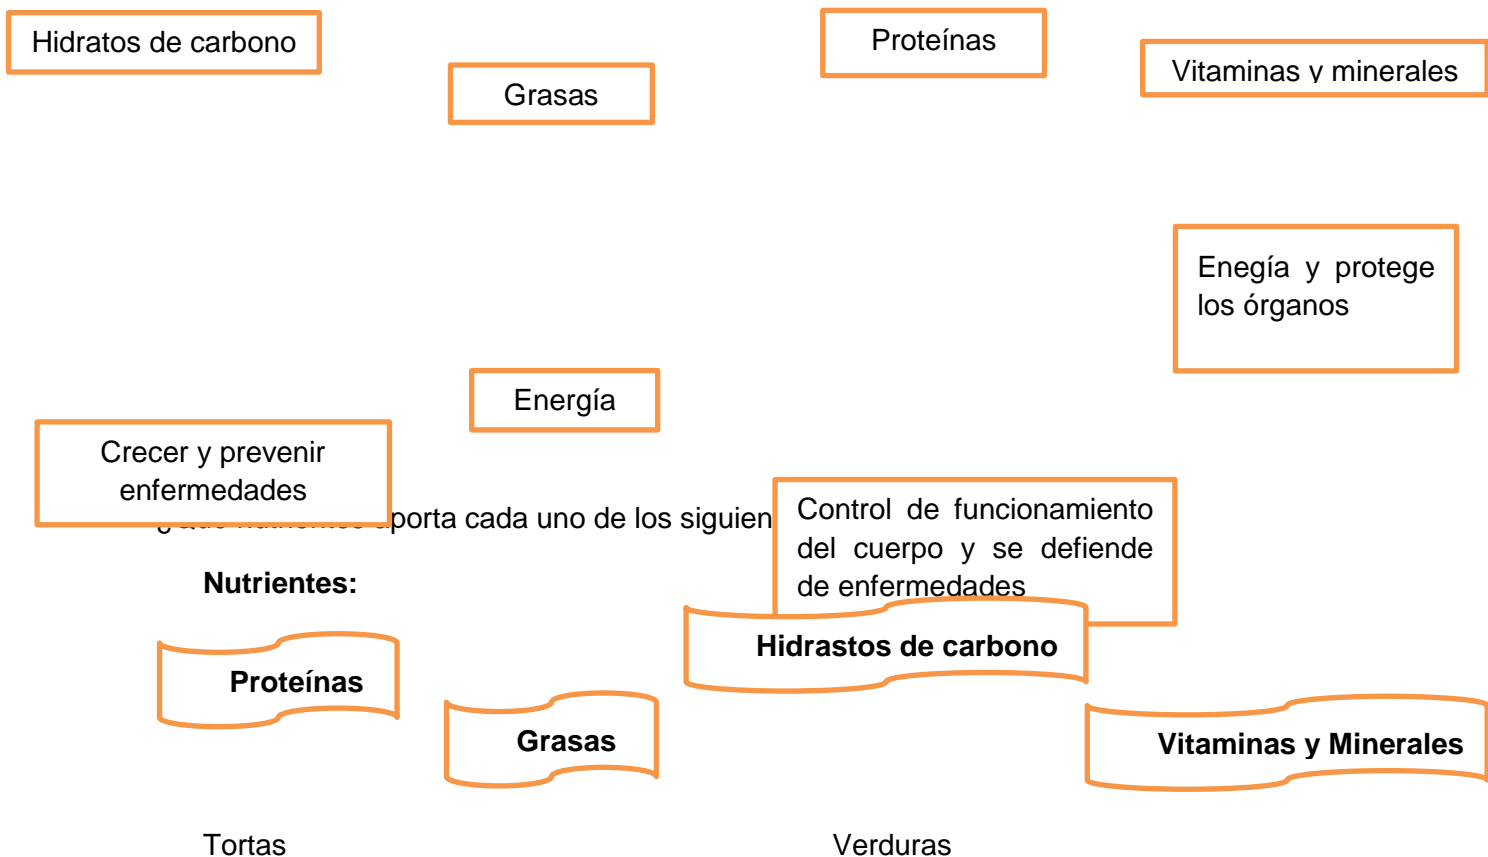 Hidratos de carbono
Grasas
Proteínas
Vitaminas y minerales
Enegía y protege
los órganos
Energía
Crecer y prevenir
enfermedades
aporta cada uno de los siguien
Control de funcionamiento
del cuerpo y se defiende
de enfermedades
Nutrientes:
Hidrastos de carbono
Proteínas
Grasas
Vitaminas y Minerales
Tortas
Verduras